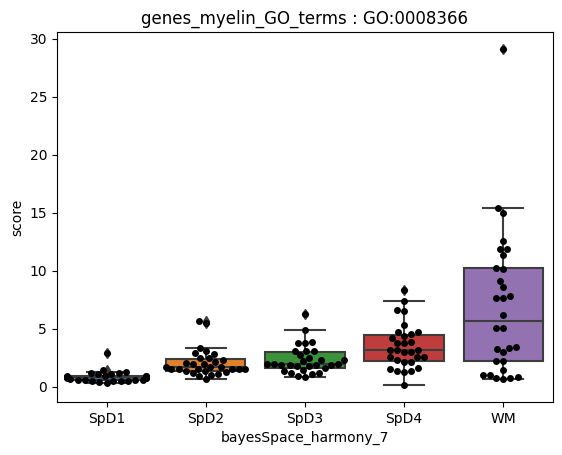 genes_myelin_GO_terms : GO:0008366
30
25
20
15
10
5
0
score
SpD1 SpD2 SpD3 SpD4 WM
bayesSpace_harmony_7